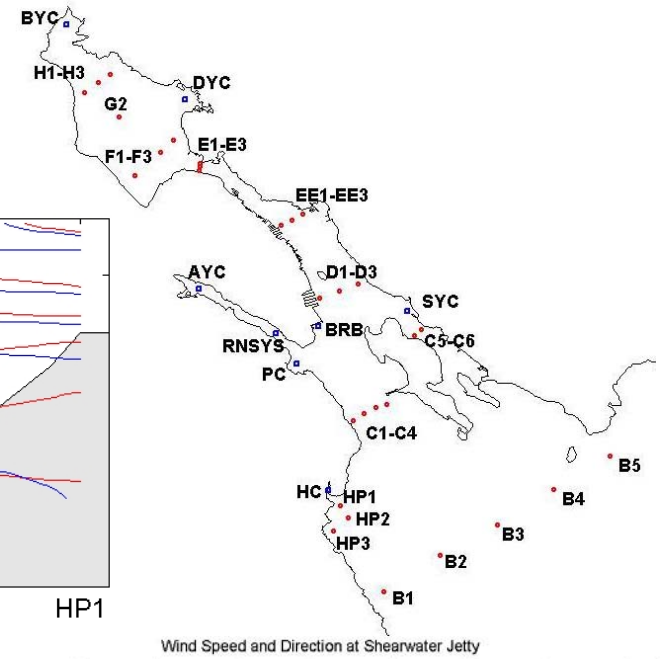 BYC
H1-H3
DYC
G2
E1-E3
F1-F3
EE1-EE3
AYC
D1-D3
SYC
BRB
C5-C6
RNSYS
PC
C1-C4
B5
HC
HP1
B4
HP2
B3
HP3
B2
B1
HP1
Wind Speed and Direction at Shearwater Jetty